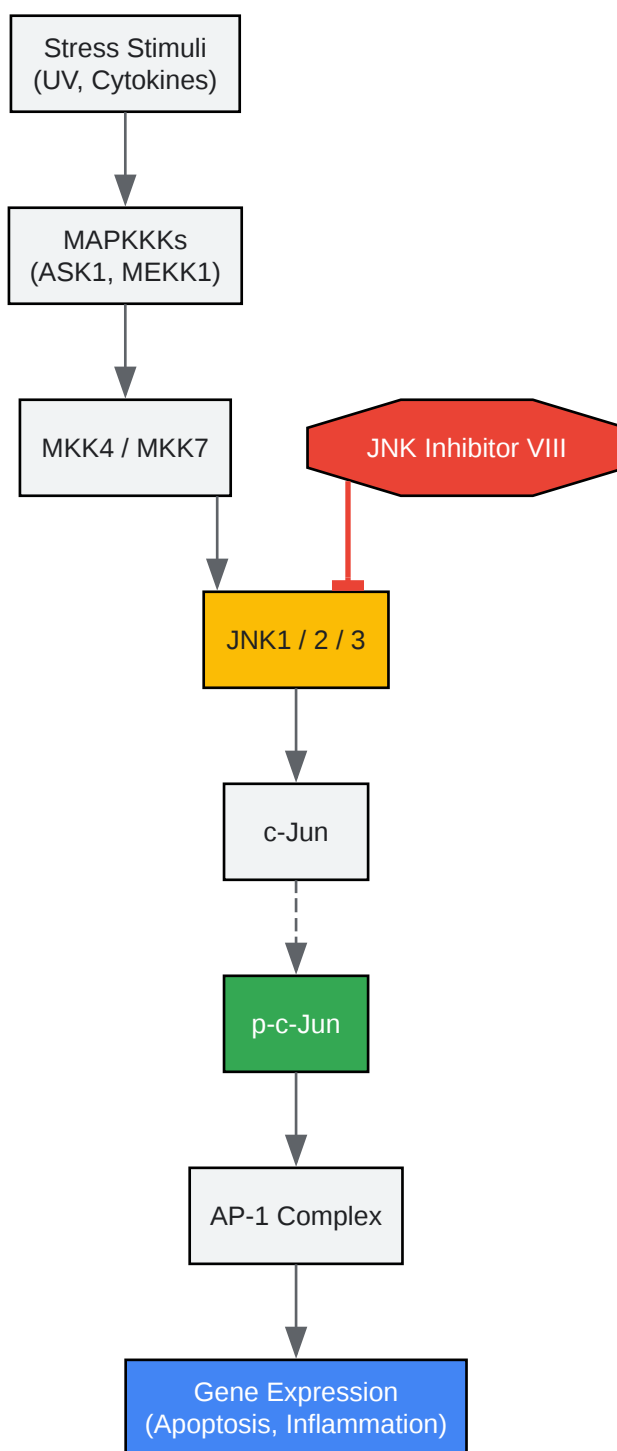 Stress Stimuli
(UV, Cytokines)
MAPKKKs
(ASK1, MEKK1)
MKK4 / MKK7
JNK Inhibitor VIII
JNK1 / 2 / 3
c-Jun
p-c-Jun
AP-1 Complex
Gene Expression
(Apoptosis, Inflammation)